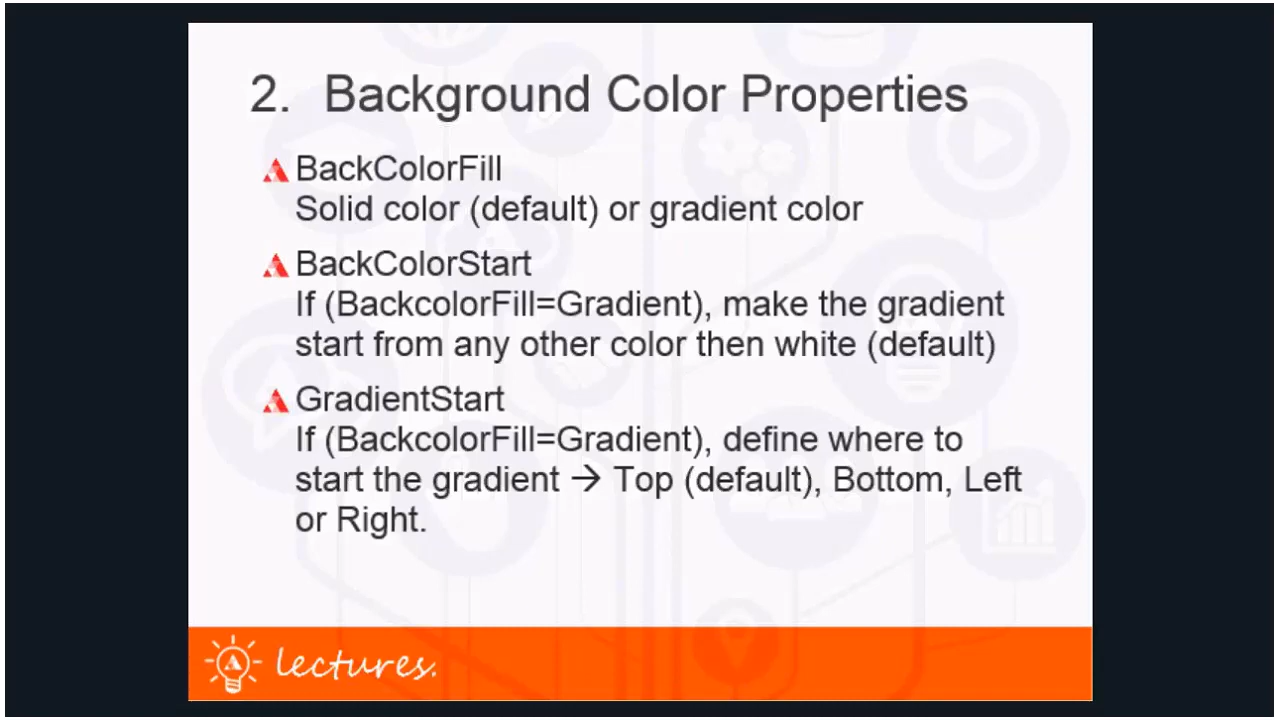 2. Background Color Properties
BackColorFill
Solid color (default) or gradient color
BackColorStart
If (BackcolorFill=Gradient), make the gradient
start from any other color then white (default)
GradientStart
If (BackcolorFill=Gradient), define where to
start the gradient → Top (default), Bottom, Left
or Right.
lectures.